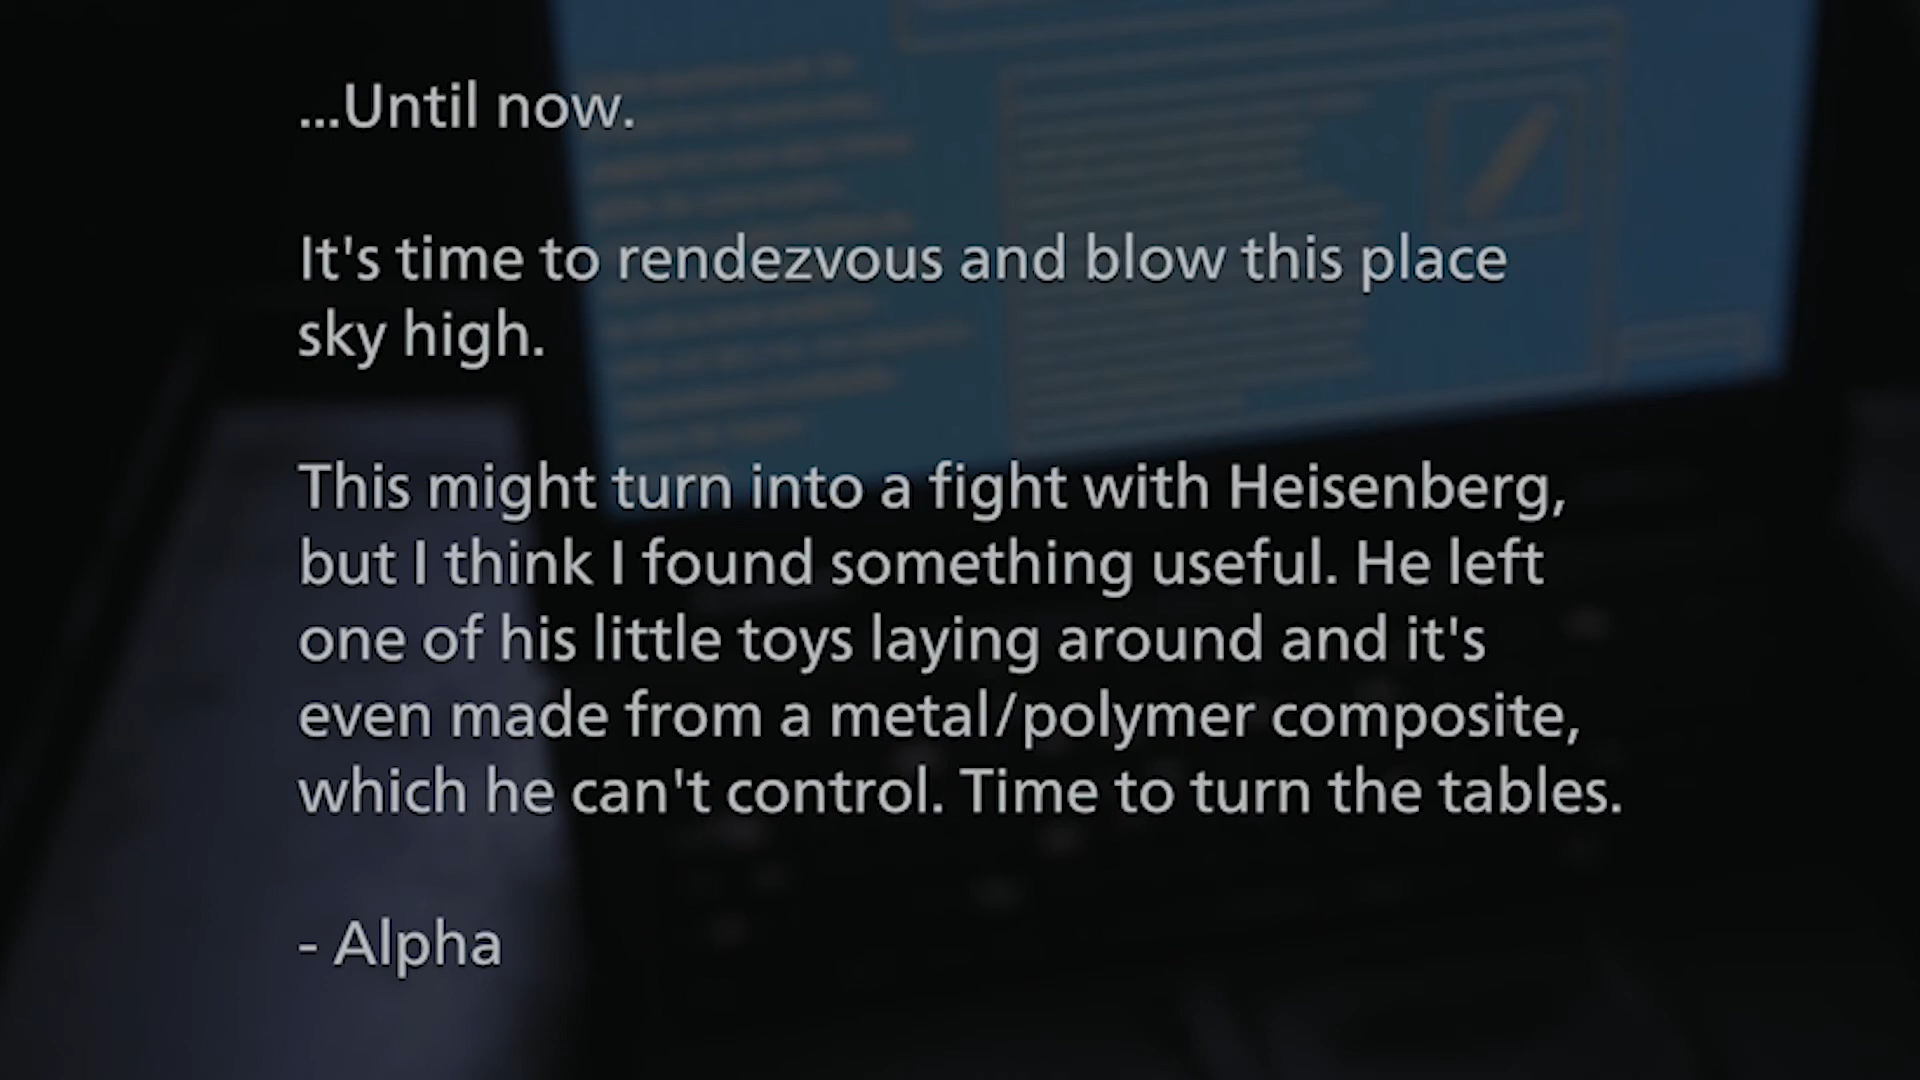 ...Until now.
It's time to rendezvous and blow this place
sky high.
This might turn into a fight with Heisenberg,
but I think I found something useful. He left
one of his little toys laying around and it's
even made from a metal/polymer composite,
which he can't control. Time to turn the tables.
- Alpha